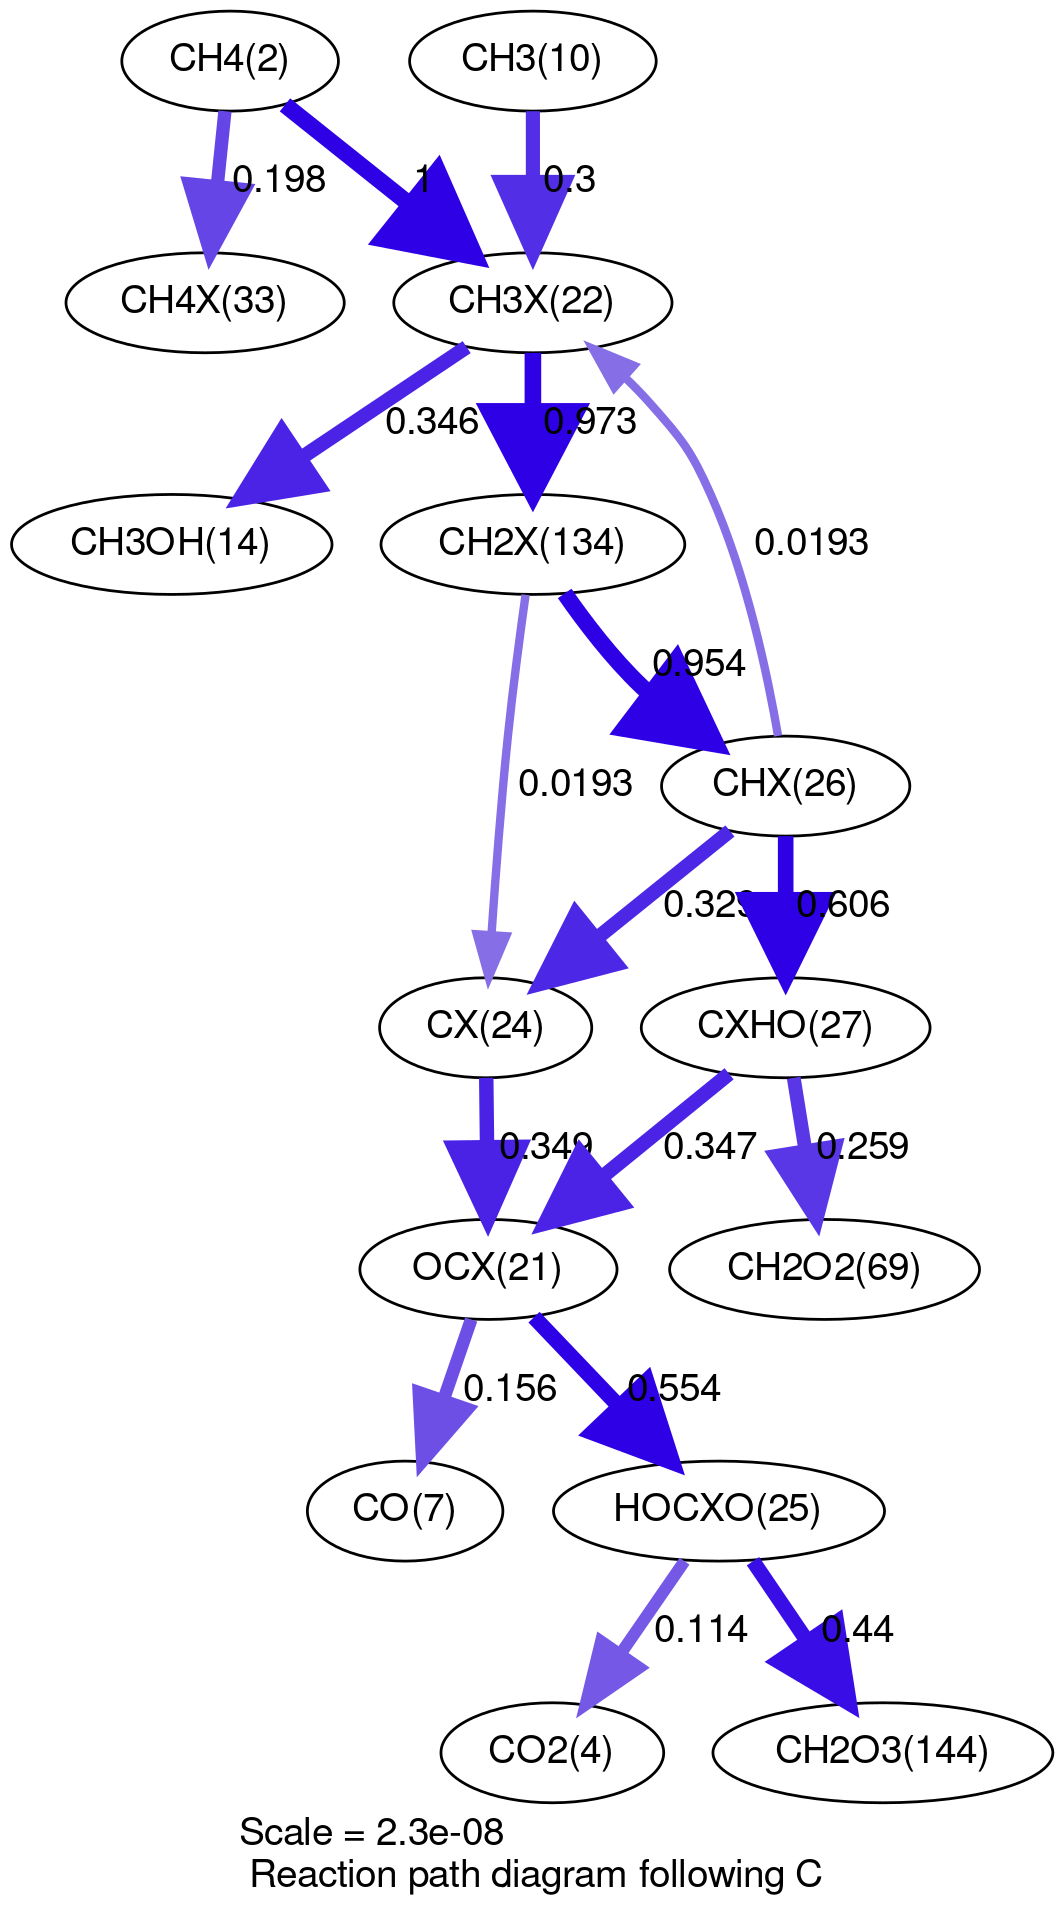 CH4(2)
CH3(10)
0.198
1
0.3
CH4X(33)
CH3X(22)
0.346
0.973
CH3OH(14)
CH2X(134)
0.0193
0.954
0.0193
CHX(26)
0.329
0.606
CX(24)
CXHO(27)
0.349
0.347
0.259
OCX(21)
CH2O2(69)
0.156
0.554
CO(7)
HOCXO(25)
0.114
0.44
CO2(4)
CH2O3(144)
Scale = 2.3e-08
Reaction path diagram following C